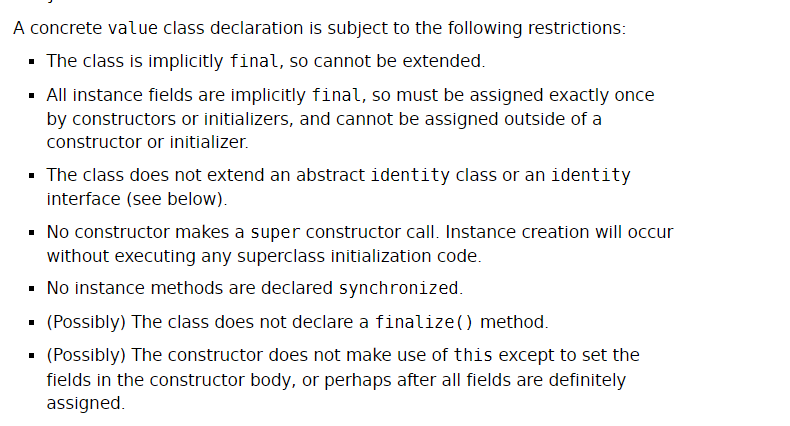 A concrete value class declaration is subject to the following restrictions:
▪ The class is implicitly final, so cannot be extended.
▪ All instance fields are implicitly final, so must be assigned exactly once
by constructors or initializers, and cannot be assigned outside of a
constructor or initializer.
▪ The class does not extend an abstract identity class or an identity
interface (see below).
▪ No constructor makes a super constructor call. Instance creation will occur
without executing any superclass initialization code.
▪ No instance methods are declared synchronized.
▪ (Possibly) The class does not declare a finalize() method.
▪ (Possibly) The constructor does not make use of this except to set the
fields in the constructor body, or perhaps after all fields are definitely
assigned.